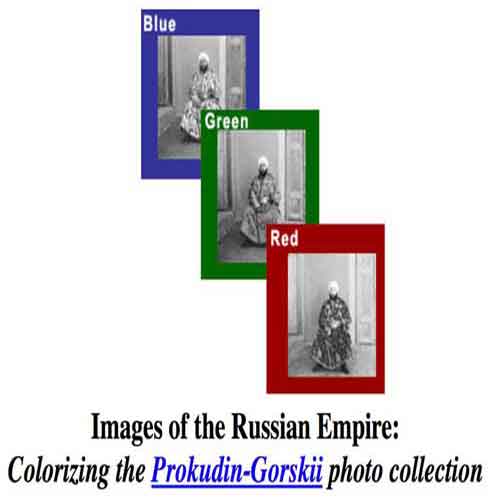 Blue
Green
Red
Images of the Russian Empire:
Colorizing the Prokudin-Gorskii photo collection